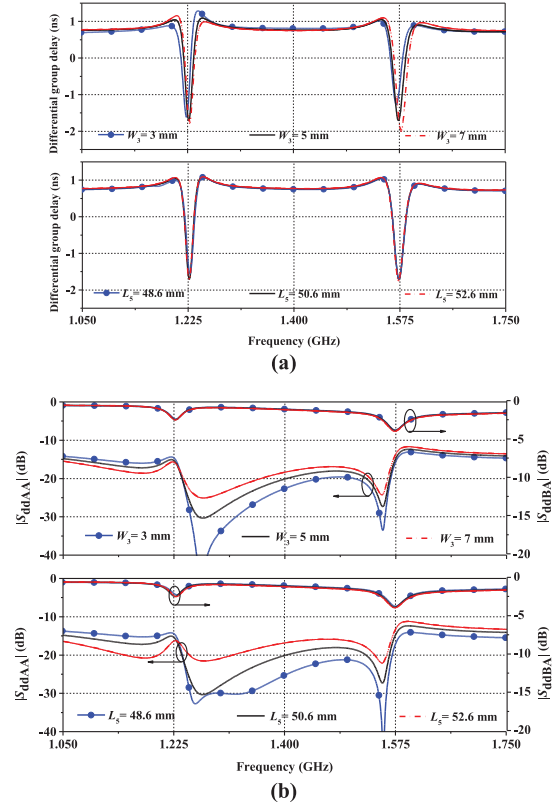 Differential group delay (ns)
1
0
-1
-2
W3= 3 mm W3= 5 mm W3= 7 mm
Differential group delay (ns)
1
0
-1
-2
L5= 48.6 mm L5= 50.6 mm L5= 52.6 mm
1.050 1.225 1.400 1.575 1.750
Frequency (GHz)
(a)
|SddAA| (dB)
0
-10
-20
-30
-40
W3= 3 mm W3= 5 mm W3= 7 mm
0
-5
-10
-15
-20
|SddBA| (dB)
|SddAA| (dB)
0
-10
-20
-30
-40
L5= 48.6 mm L5= 50.6 mm L5= 52.6 mm
0
-5
-10
-15
-20
|SddBA| (dB)
1.050 1.225 1.400 1.575 1.750
Frequency (GHz)
(b)